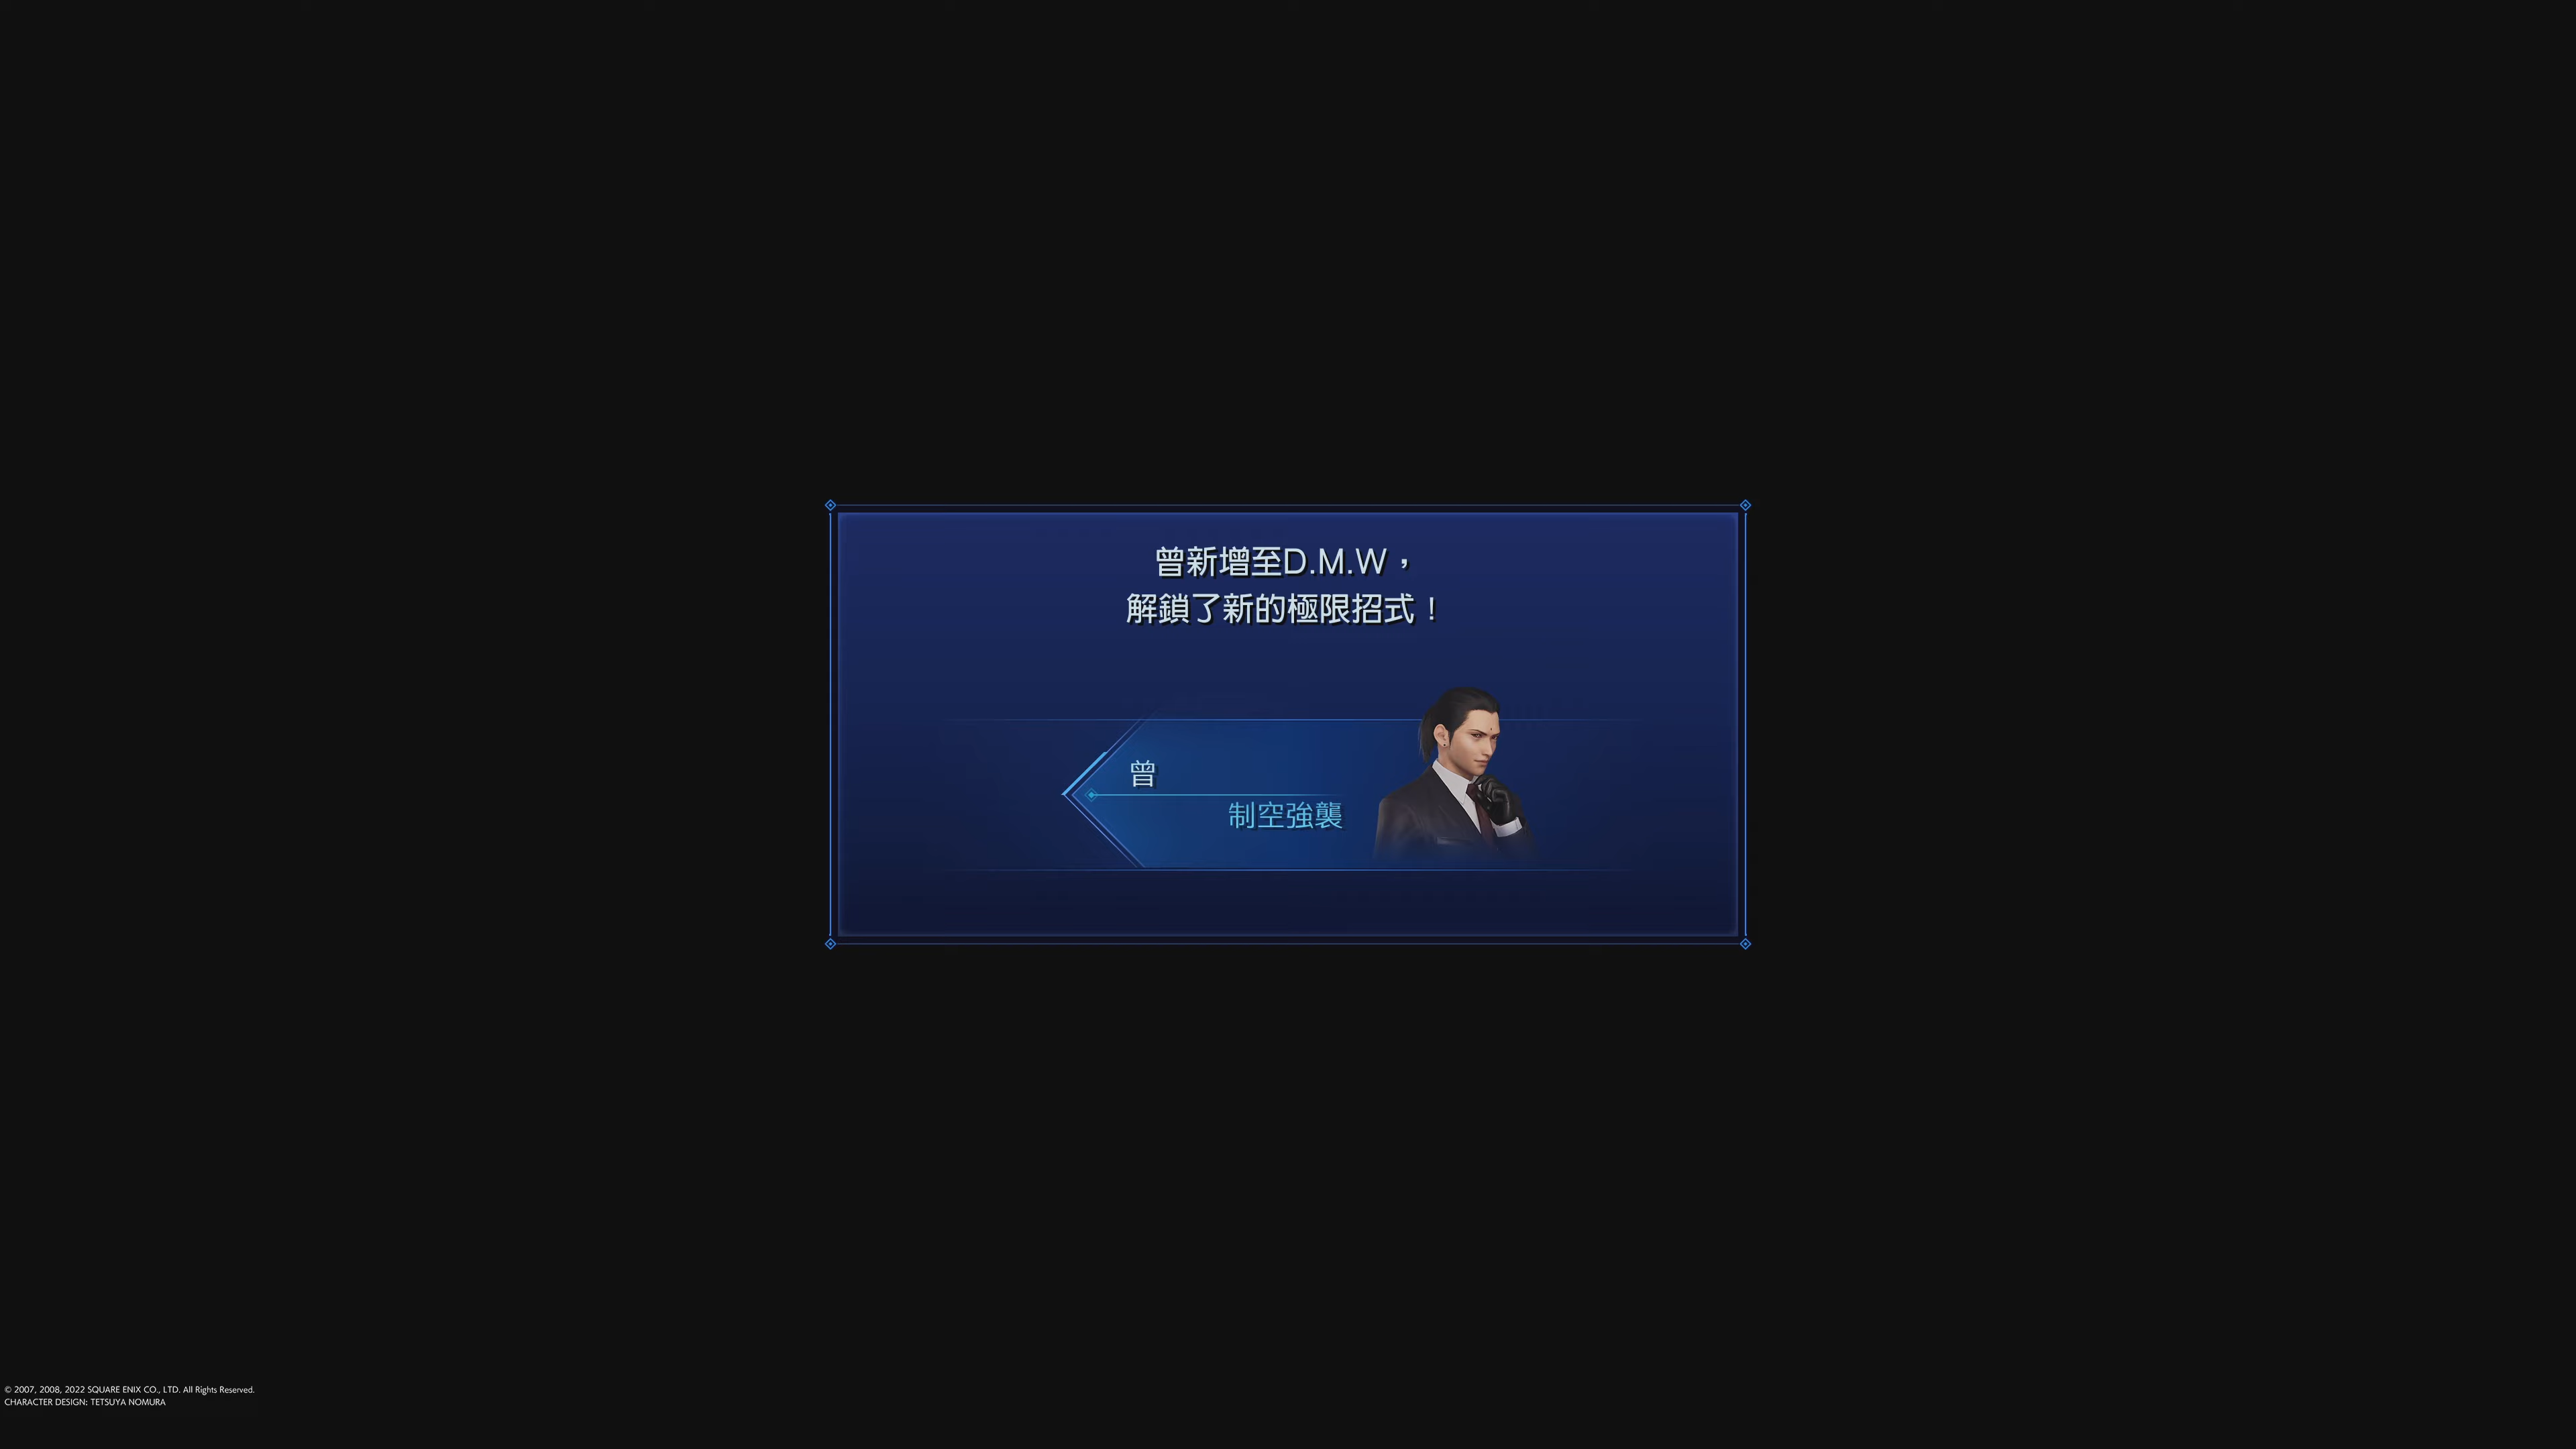 曾新增至D.M.W，
解鎖了新的極限招式！
曾
制空強襲
© 2007, 2008, 2022 SQUARE ENIX CO., LTD. All Rights Reserved.
CHARACTER DESIGN: TETSUYA NOMURA